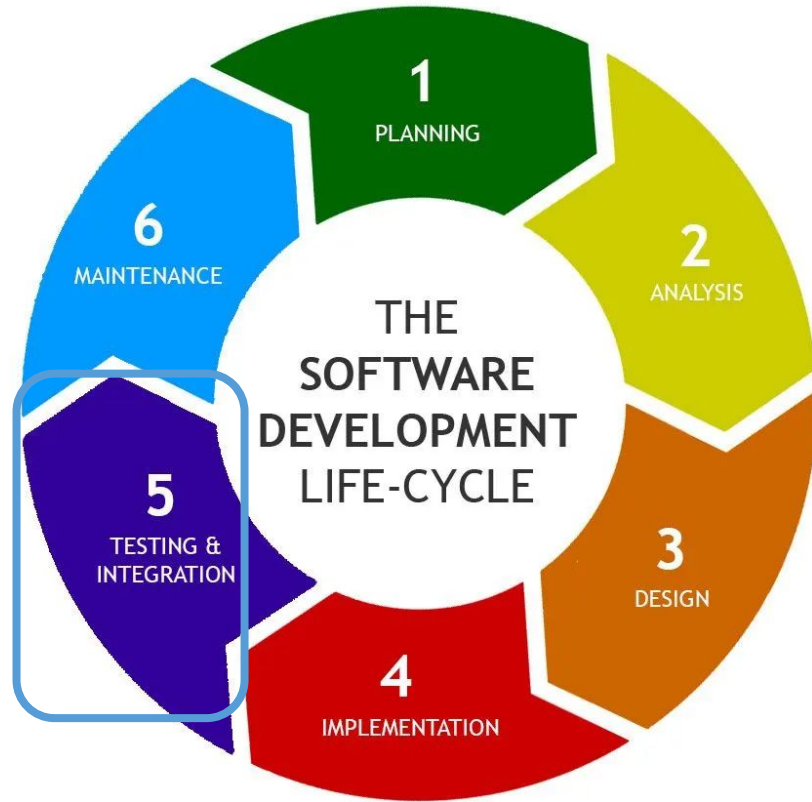 1
PLANNING
2
ANALYSIS
3
DESIGN
4
IMPLEMENTATION
5
TESTING &
INTEGRATION
6
MAINTENANCE
THE
SOFTWARE
DEVELOPMENT
LIFE-CYCLE